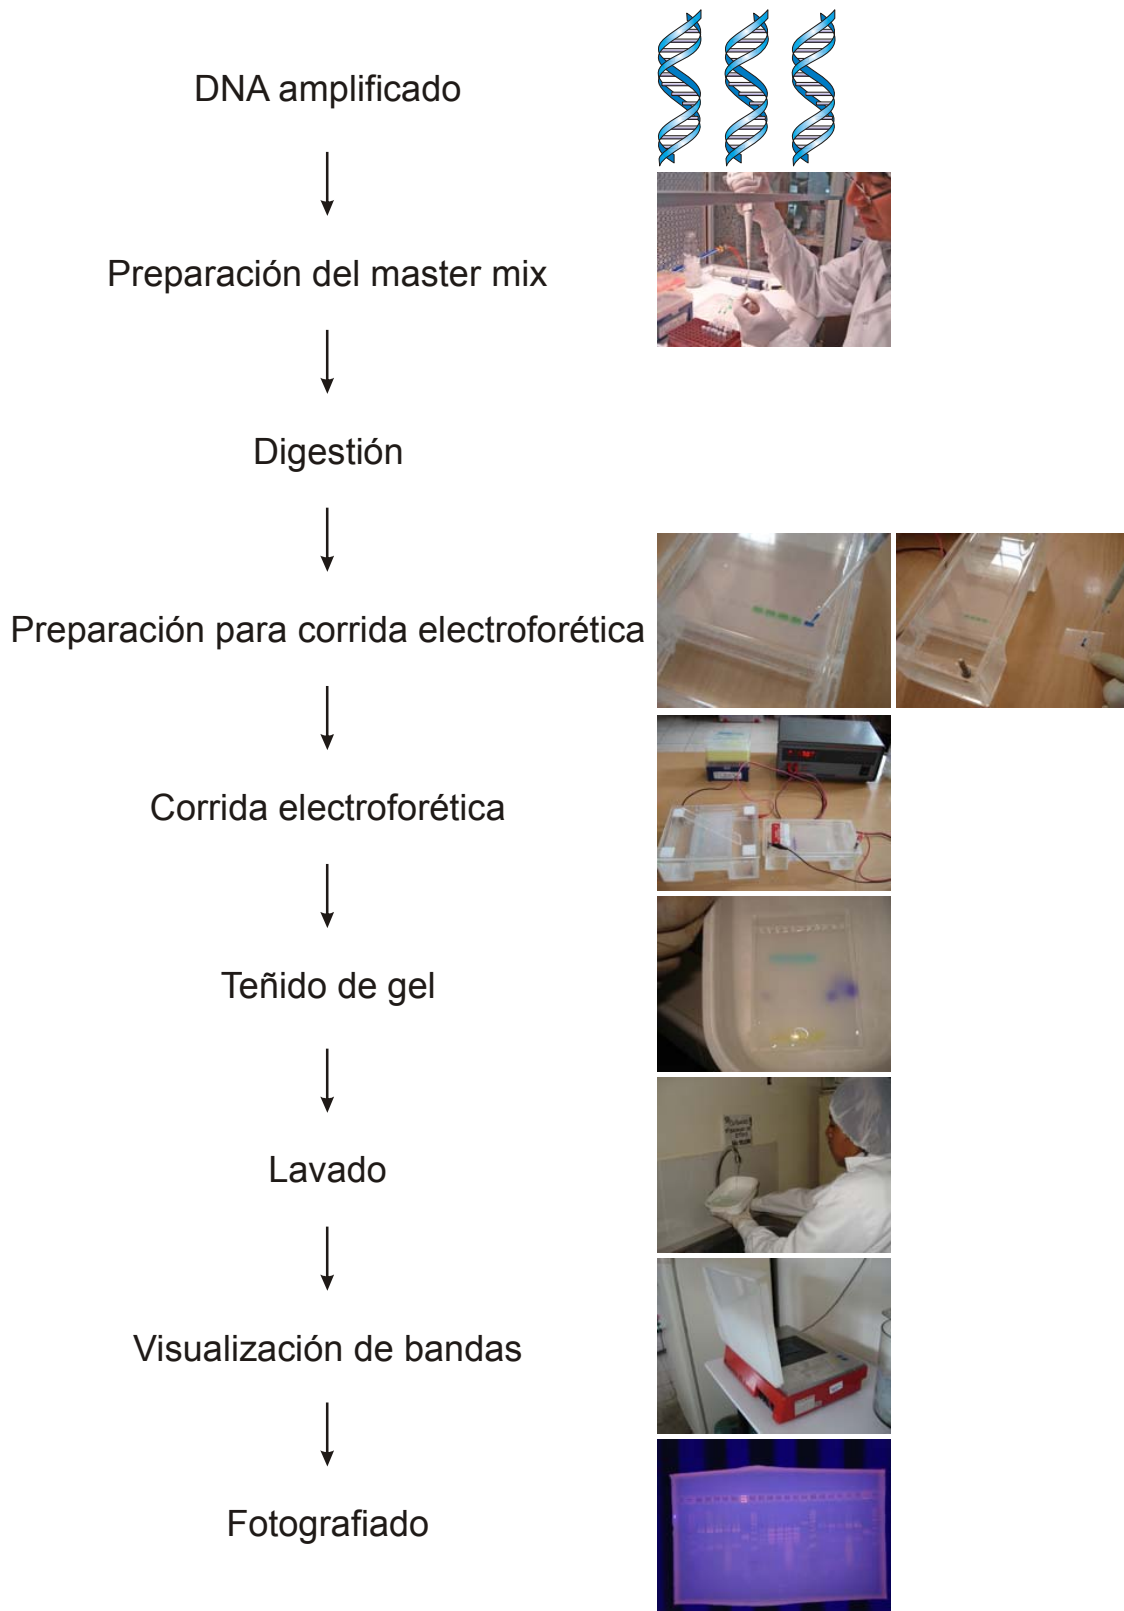 DNA amplificado
Preparación del master mix
Digestión
Preparación para corrida electroforética
Corrida electroforética
Teñido de gel
Lavado
Visualización de bandas
Fotografiado